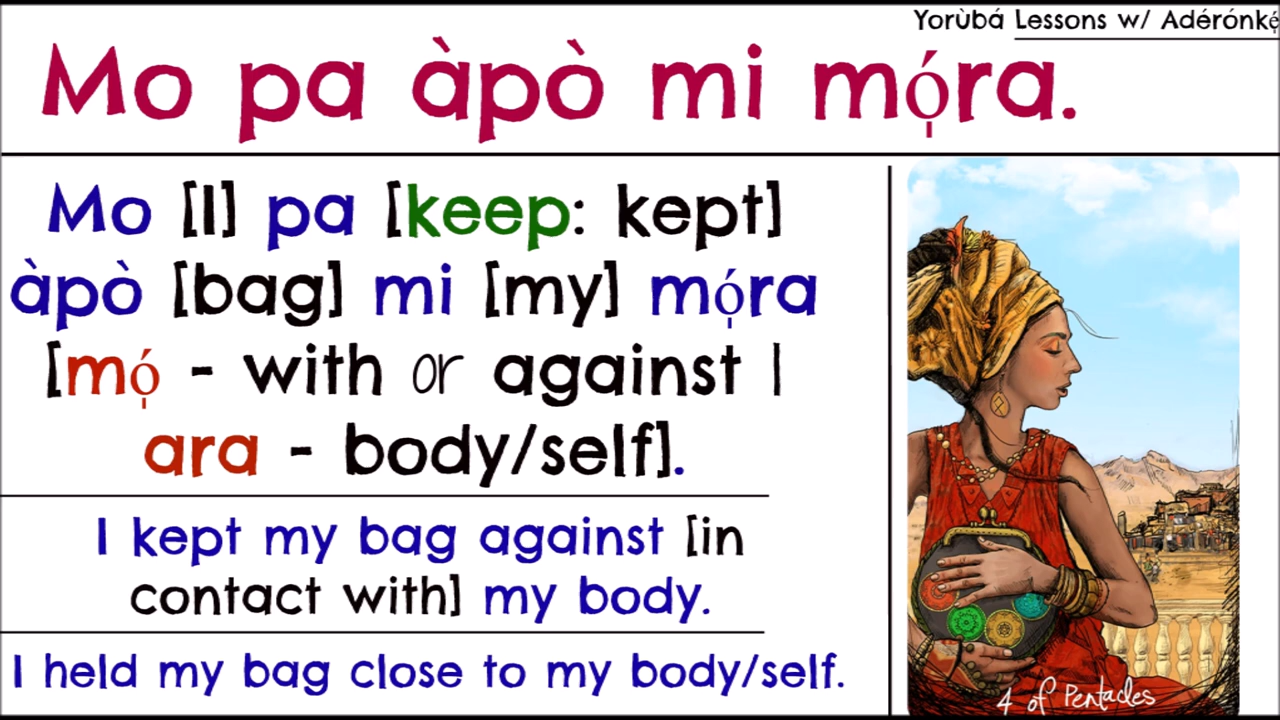 Yorùbá Lessons w/ Adérónkẹ́
Mo pa àpò mi mọ́ra.
Mo [I] pa [keep: kept]
àpò [bag] mi [my] mọ́ra
[mọ́ - with or against |
ara - body/self].
I kept my bag against [in
contact with] my body.
I held my bag close to my body/self.
4 of Pentacles